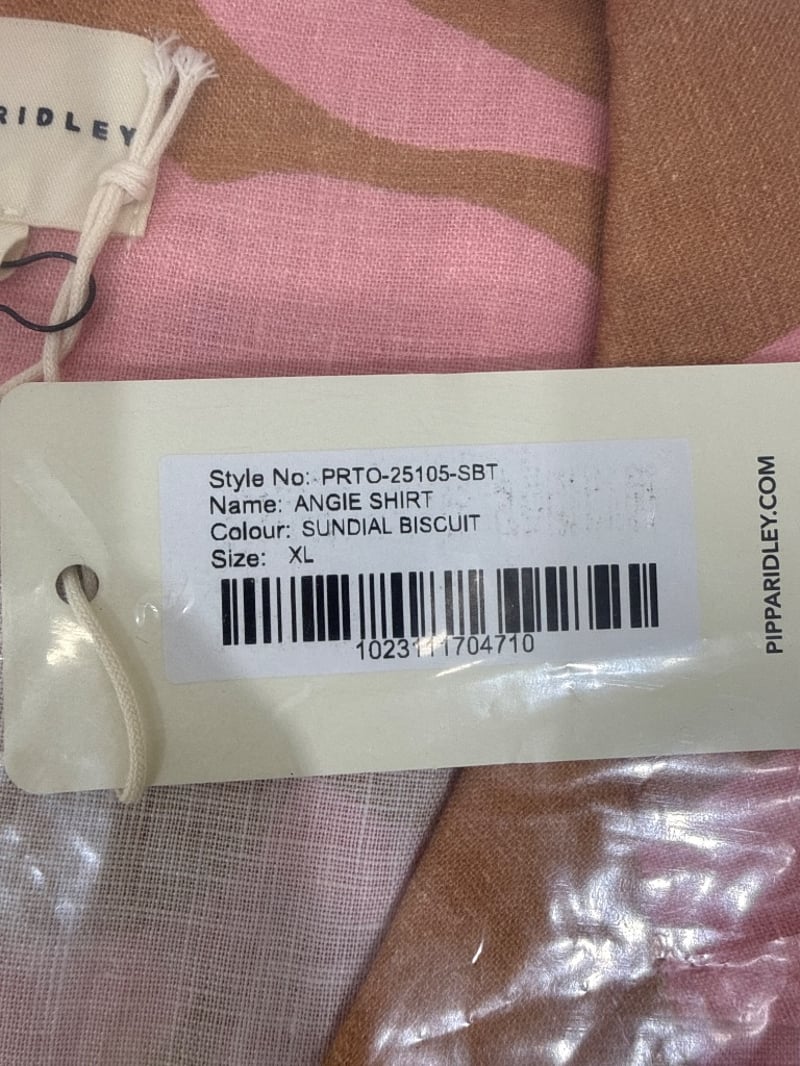 RIDLEY
Style No: PRTO-25105-SBT
Name: ANGIE SHIRT
Colour: SUNDIAL BISCUIT
Size: XL
1023111704710
PIPPARIDLEY.COM